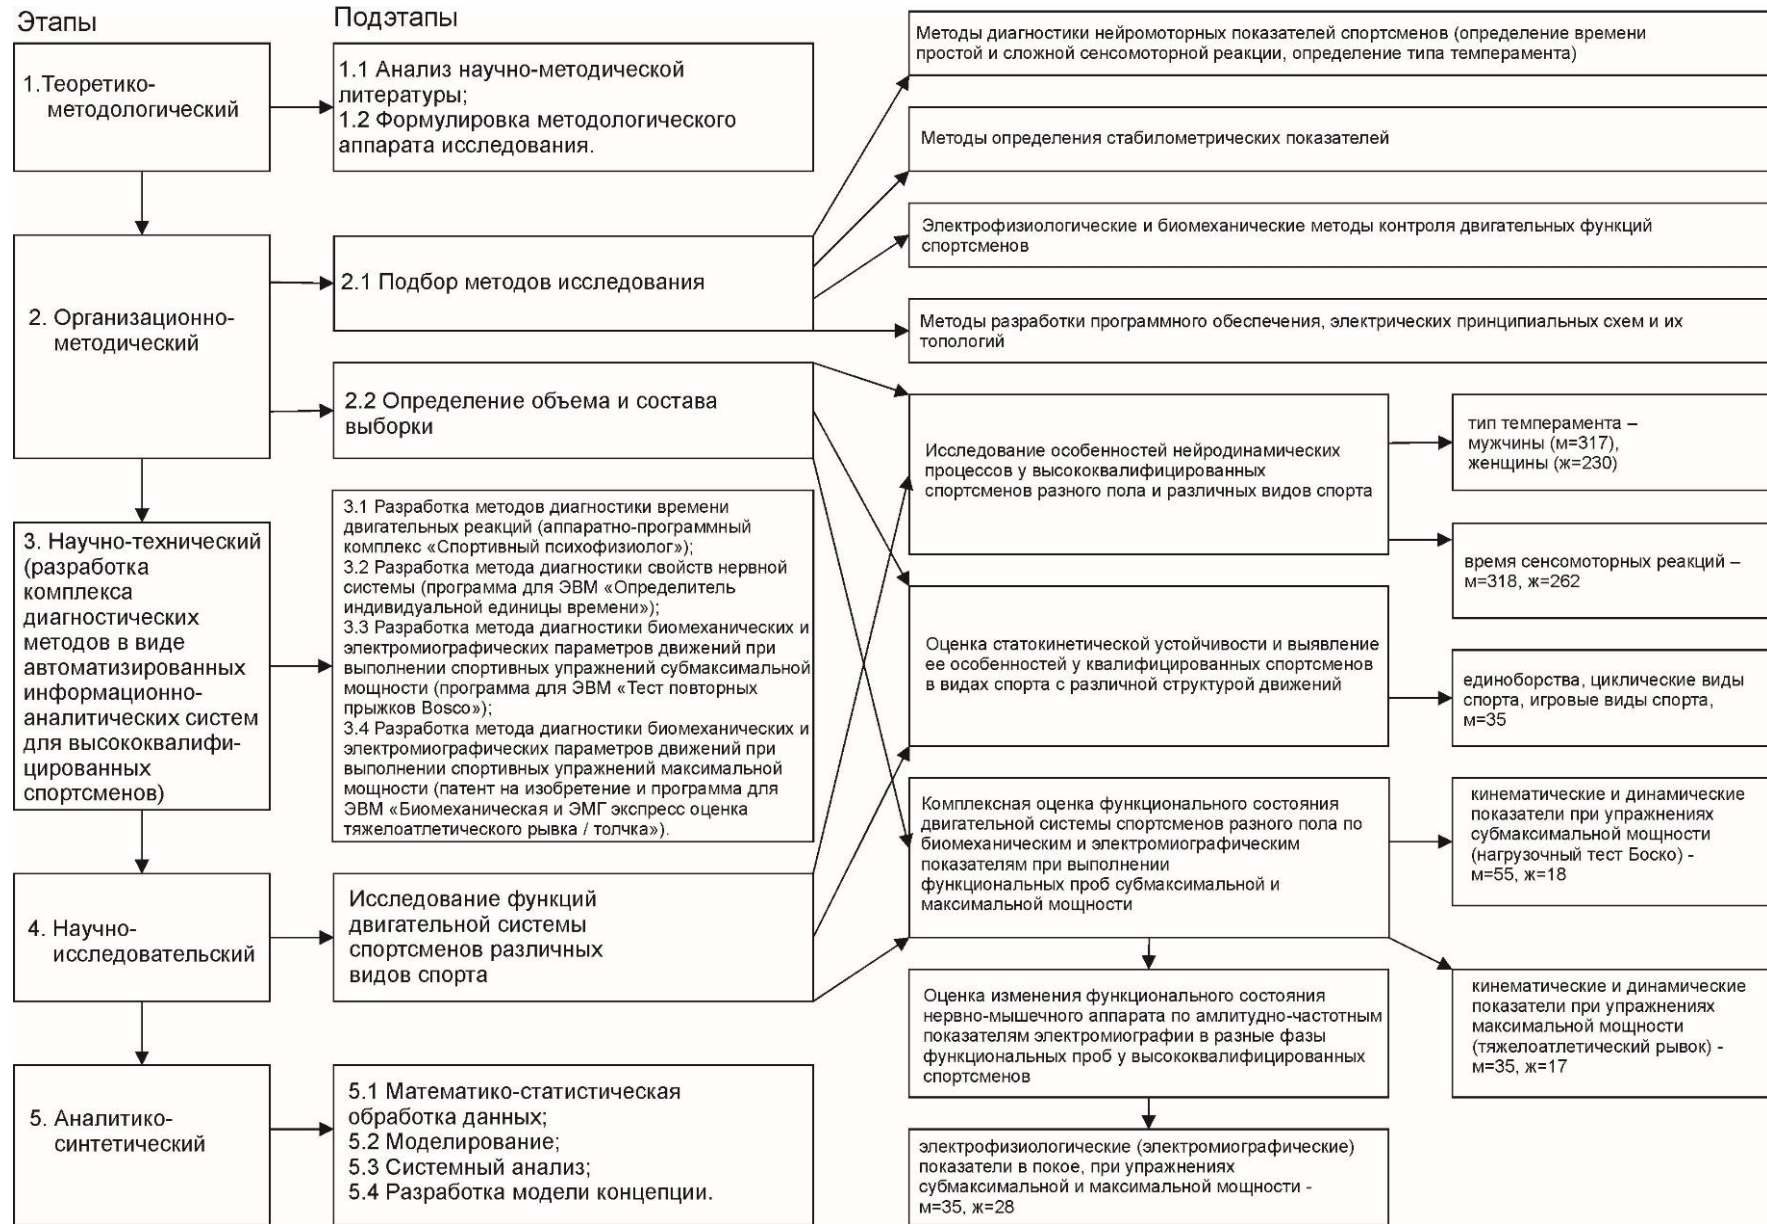 Этапы
Подэтапы
1.Теоретико-
методологический
1.1 Анализ научно-методической
литературы;
1.2 Формулировка методологического
аппарата исследования.
Методы диагностики нейромоторных показателей спортсменов (определение времени
простой и сложной сенсомоторной реакции, определение типа темперамента)
Методы определения стабилометрических показателей
Электрофизиологические и биомеханические методы контроля двигательных функций
спортсменов
Методы разработки программного обеспечения, электрических принципиальных схем и их
топологий
2. Организационно-
методический
2.1 Подбор методов исследования
2.2 Определение объема и состава
выборки
Исследование особенностей нейродинамических
процессов у высококвалифицированных
спортсменов разного пола и различных видов спорта
тип темперамента –
мужчины (м=317),
женщины (ж=230)
время сенсомоторных реакций –
м=318, ж=262
3. Научно-технический
(разработка
комплекса
диагностических
методов в виде
автоматизированных
информационно-
аналитических систем
для высококвалифи-
цированных
спортсменов)
3.1 Разработка методов диагностики времени
двигательных реакций (аппаратно-программный
комплекс «Спортивный психофизиолог»);
3.2 Разработка метода диагностики свойств нервной
системы (программа для ЭВМ «Определитель
индивидуальной единицы времени»);
3.3 Разработка метода диагностики биомеханических и
электромиографических параметров движений при
выполнении спортивных упражнений субмаксимальной
мощности (программа для ЭВМ «Тест повторных
прыжков Bosco»);
3.4 Разработка метода диагностики биомеханических и
электромиографических параметров движений при
выполнении спортивных упражнений максимальной
мощности (патент на изобретение и программа для
ЭВМ «Биомеханическая и ЭМГ экспресс оценка
тяжелоатлетического рывка / толчка»).
Оценка статокинетической устойчивости и выявление
ее особенностей у квалифицированных спортсменов
в видах спорта с различной структурой движений
единоборства, циклические виды
спорта, игровые виды спорта,
м=35
Комплексная оценка функционального состояния
двигательной системы спортсменов разного пола по
биомеханическим и электромиографическим
показателям при выполнении
функциональных проб субмаксимальной и
максимальной мощности
кинематические и динамические
показатели при упражнениях
субмаксимальной мощности
(нагрузочный тест Боско) -
м=55, ж=18
4. Научно-
исследовательский
Исследование функций
двигательной системы
спортсменов различных
видов спорта
Оценка изменения функционального состояния
нервно-мышечного аппарата по амлитудно-частотным
показателям электромиографии в разные фазы
функциональных проб у высококвалифицированных
спортсменов
кинематические и динамические
показатели при упражнениях
максимальной мощности
(тяжелоатлетический рывок) -
м=35, ж=17
5. Аналитико-
синтетический
5.1 Математико-статистическая
обработка данных;
5.2 Моделирование;
5.3 Системный анализ;
5.4 Разработка модели концепции.
электрофизиологические (электромиографические)
показатели в покое, при упражнениях
субмаксимальной и максимальной мощности -
м=35, ж=28